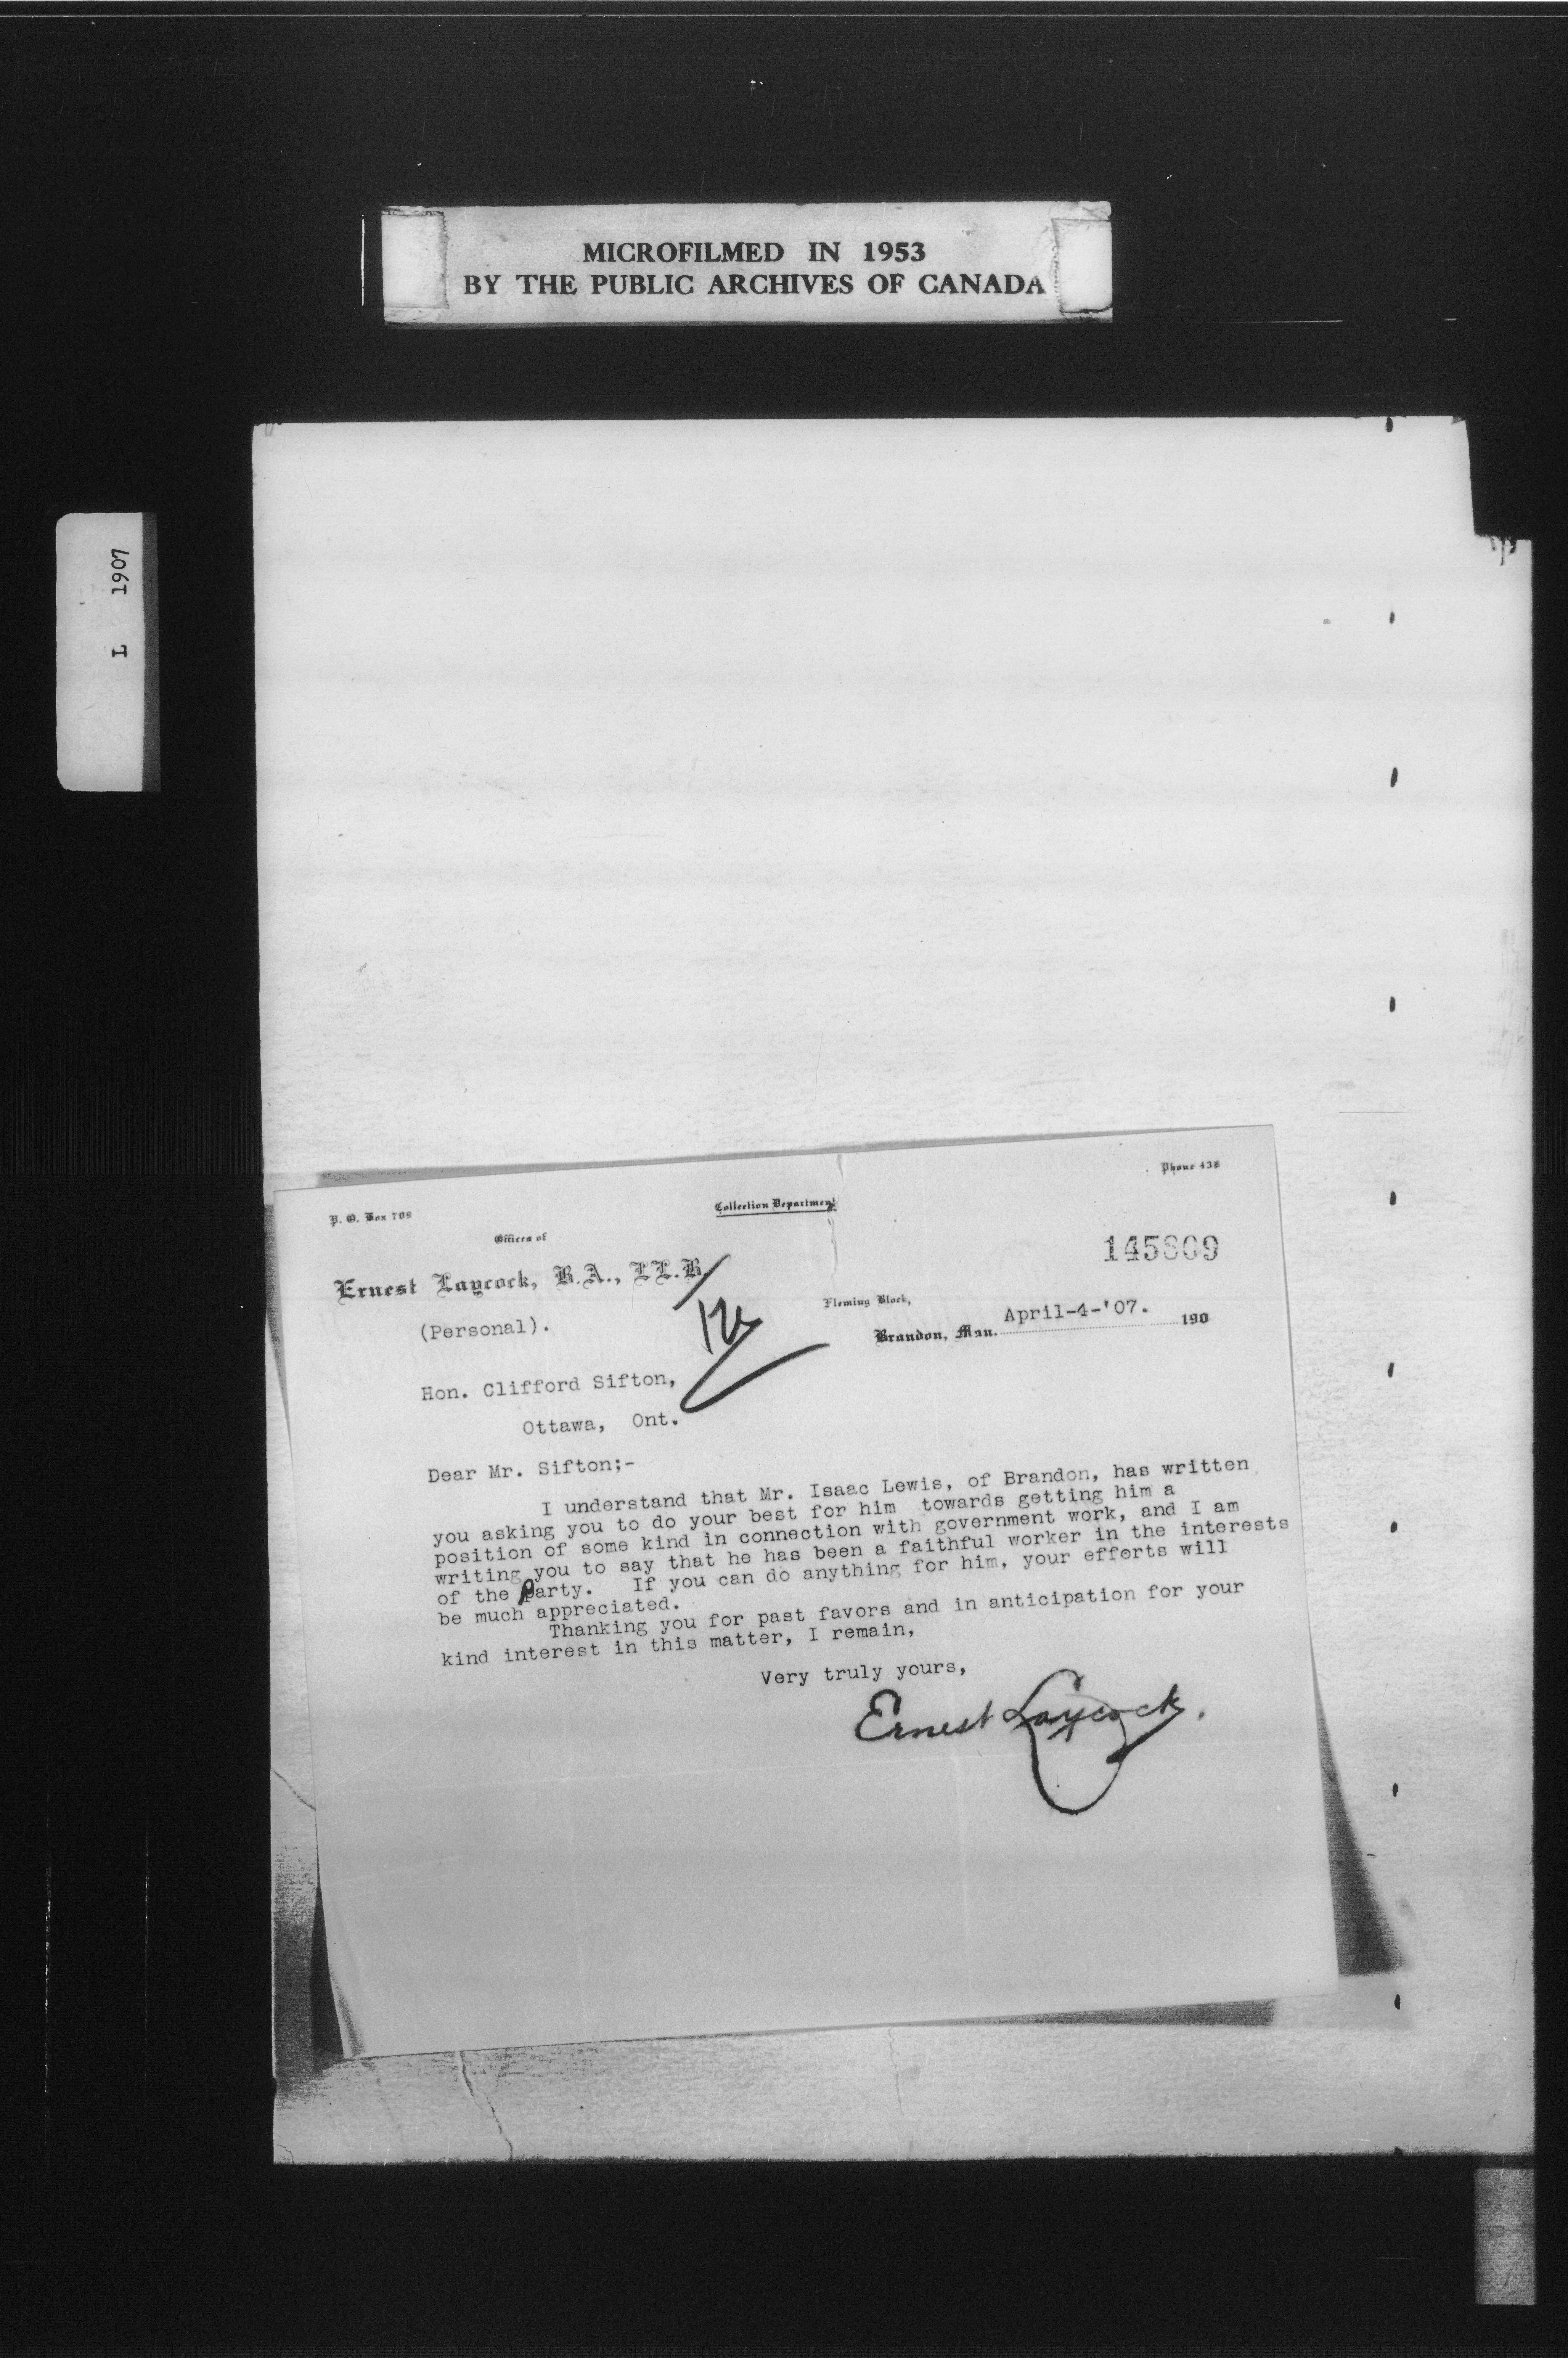 MICROFILMED IN 1953
BY THE PUBLIC ARCHIVES OF CANADA
L 1907
Phone 438
P. O. Box 709
Collection Department
Offices of
145809
Ernest Laycock, B.A., LL.B.
Fleming Block,
(Personal).
Brandon, Man. April-4-'07. 190
Hon. Clifford Sifton,
Ottawa, Ont.
Dear Mr. Sifton;-
I understand that Mr. Isaac Lewis, of Brandon, has written
you asking you to do your best for him towards getting him a
position of some kind in connection with government work, and I am
writing you to say that he has been a faithful worker in the interests
of the Party. If you can do anything for him, your efforts will
be much appreciated.
Thanking you for past favors and in anticipation for your
kind interest in this matter, I remain,
Very truly yours,
Ernest Laycock.